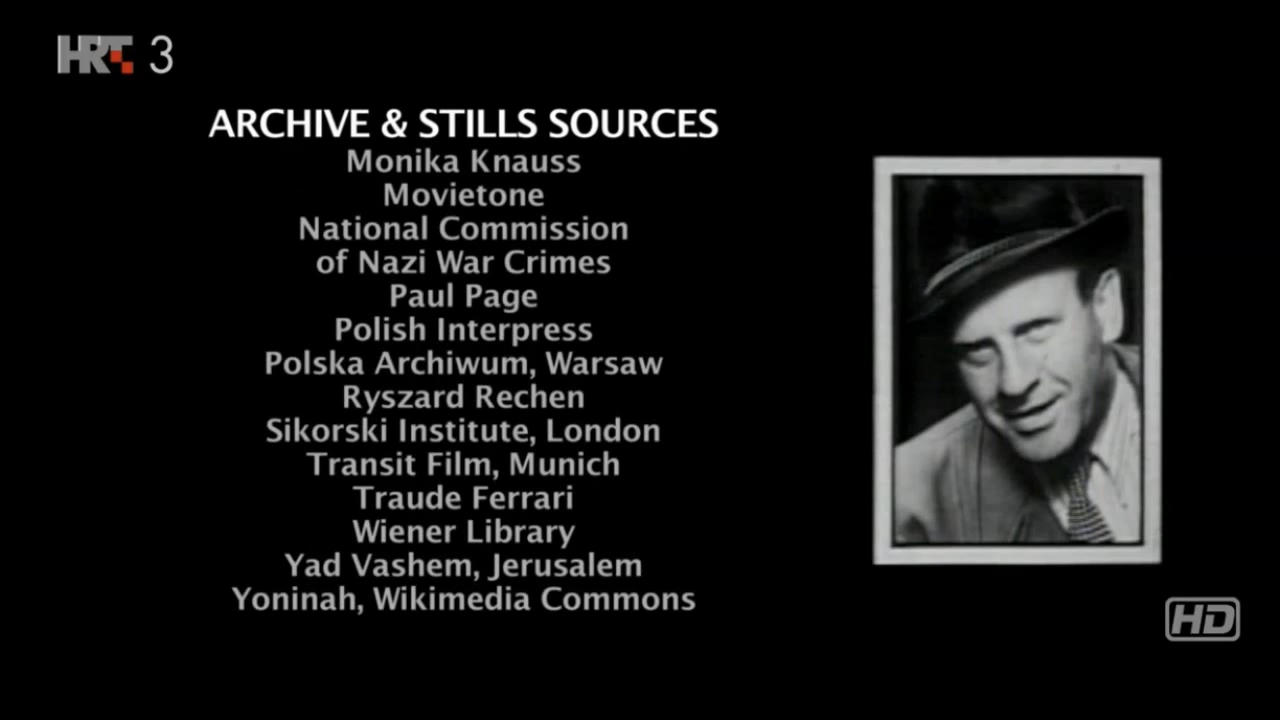 HRT 3
ARCHIVE & STILLS SOURCES
Monika Knauss
Movietone
National Commission
of Nazi War Crimes
Paul Page
Polish Interpress
Polska Archiwum, Warsaw
Ryszard Rechen
Sikorski Institute, London
Transit Film, Munich
Traude Ferrari
Wiener Library
Yad Vashem, Jerusalem
Yoninah, Wikimedia Commons
HD